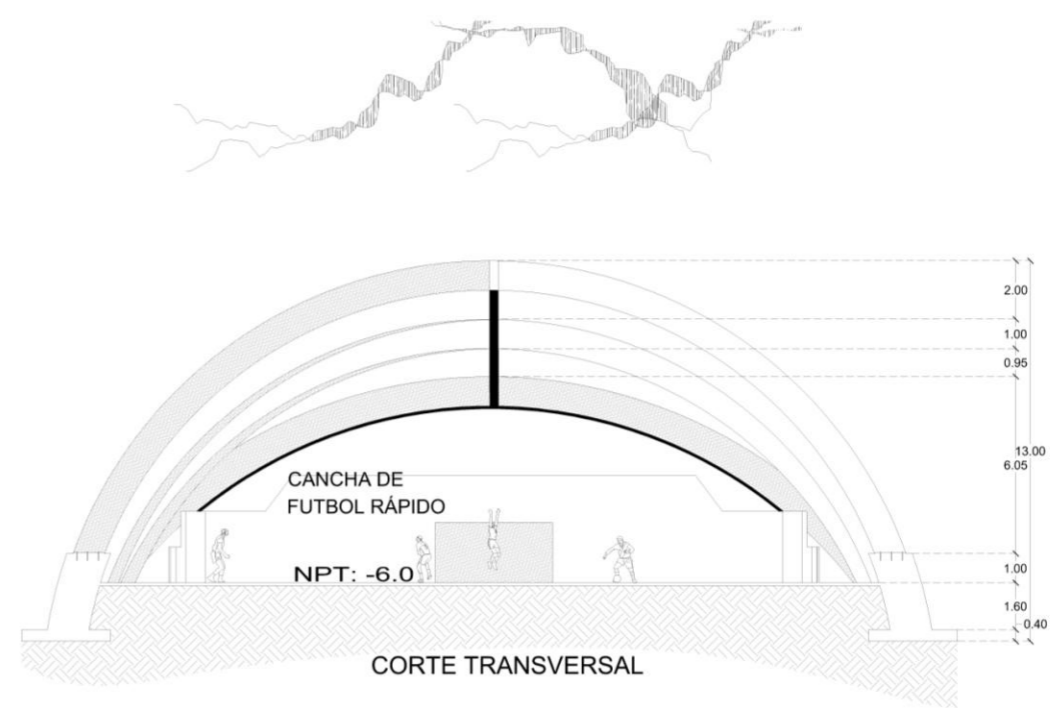 2.00
1.00
0.95
13.00
6.05
CANCHA DE
FUTBOL RÁPIDO
NPT: -6.0
1.00
1.60
0.40
CORTE TRANSVERSAL